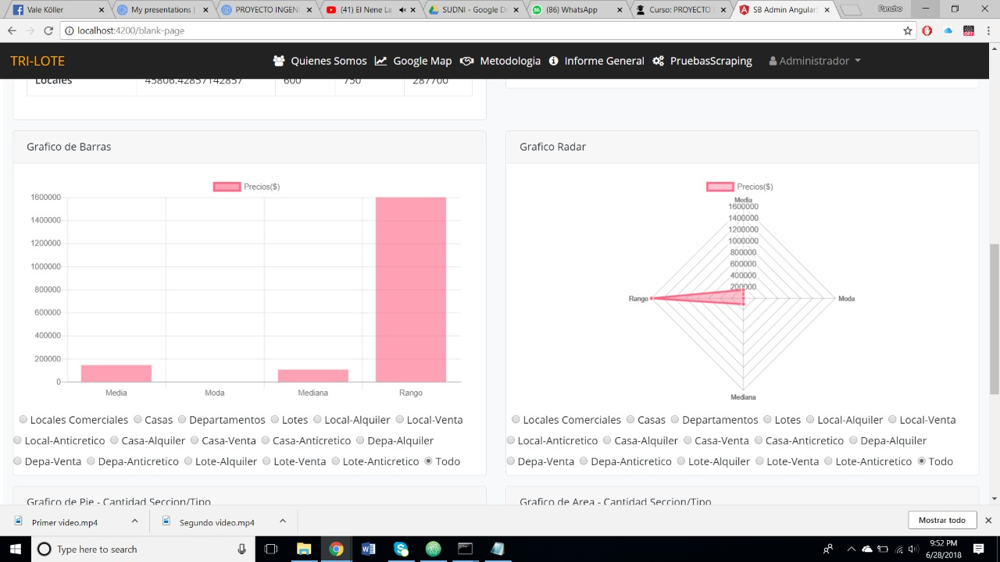 Vale Köller
My presentations |
PROYECTO INGEN
(41) El Nene La
SUDNI - Google D
(86) WhatsApp
Curso: PROYECTO
SB Admin Angular
Pancho
localhost:4200/blank-page
OFF
TRI-LOTE
Quienes Somos
Google Map
Metodologia
Informe General
PruebasScraping
Administrador
Locales 45806.42857142857 600 750 287700
Grafico de Barras
Precios($)
1600000
1400000
1200000
1000000
800000
600000
400000
200000
0
Media Moda Mediana Rango
Locales Comerciales Casas Departamentos Lotes Local-Alquiler Local-Venta
Local-Anticretico Casa-Alquiler Casa-Venta Casa-Anticretico Depa-Alquiler
Depa-Venta Depa-Anticretico Lote-Alquiler Lote-Venta Lote-Anticretico Todo
Grafico Radar
Precios($)
Media
1600000
1400000
1200000
1000000
800000
600000
400000
200000
Rango
Moda
Mediana
Locales Comerciales Casas Departamentos Lotes Local-Alquiler Local-Venta
Local-Anticretico Casa-Alquiler Casa-Venta Casa-Anticretico Depa-Alquiler
Depa-Venta Depa-Anticretico Lote-Alquiler Lote-Venta Lote-Anticretico Todo
Grafico de Pie - Cantidad Seccion/Tipo
Grafico de Area - Cantidad Seccion/Tipo
Primer video.mp4
Segundo video.mp4
Mostrar todo
Type here to search
9:52 PM
6/28/2018